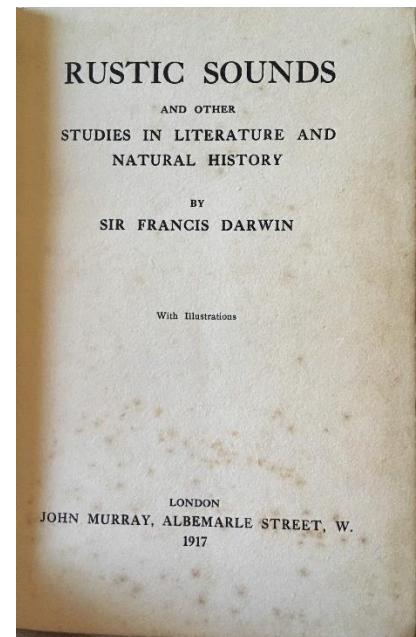 RUSTIC SOUNDS
AND OTHER
STUDIES IN LITERATURE AND
NATURAL HISTORY
BY
SIR FRANCIS DARWIN
With Illustrations
LONDON
JOHN MURRAY, ALBEMARLE STREET, W.
1917